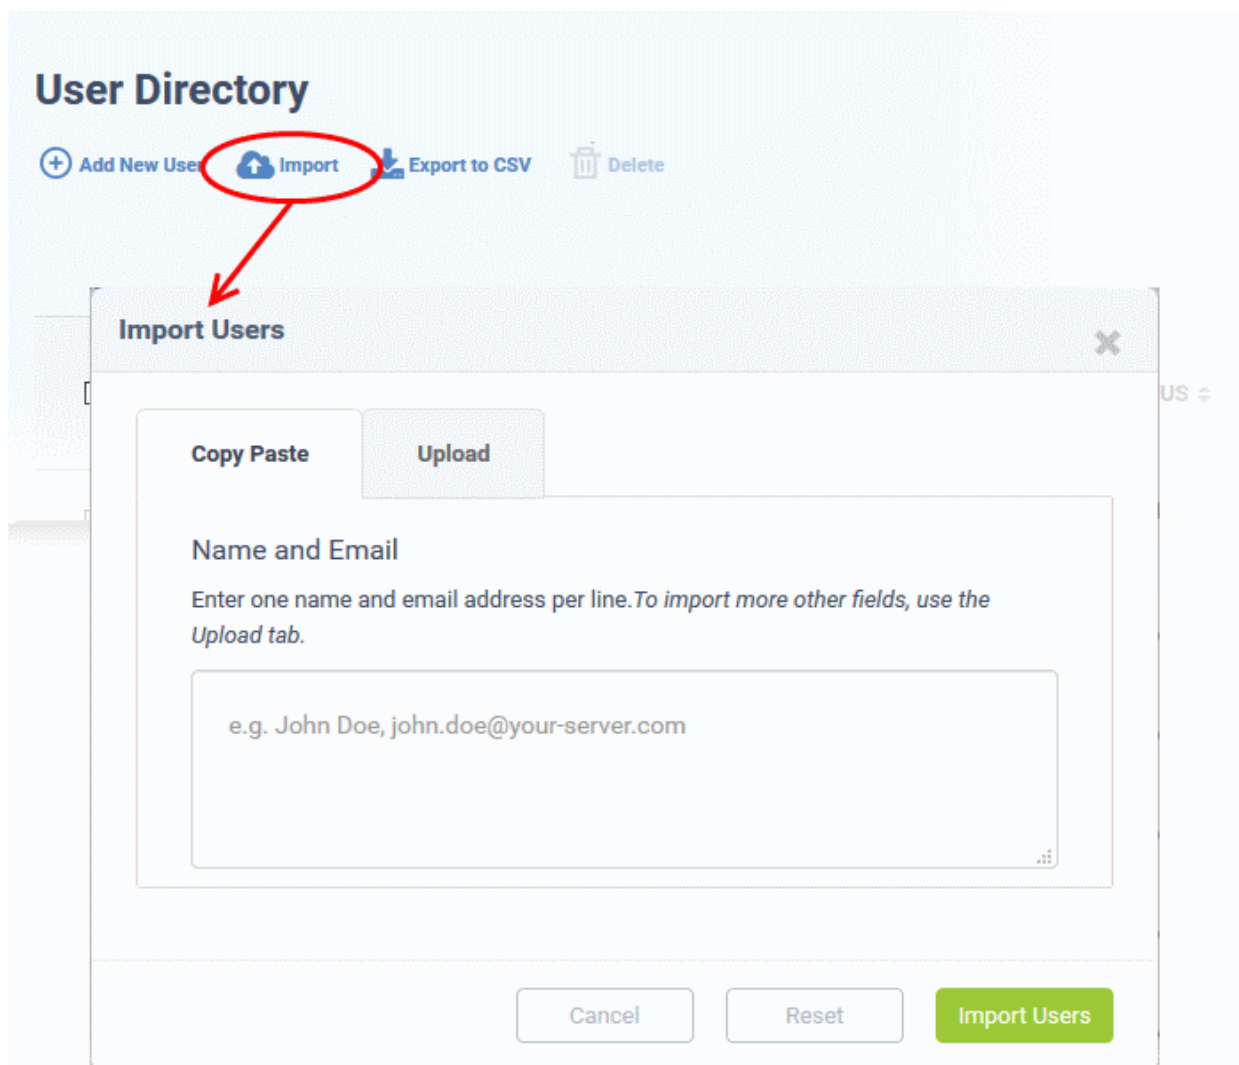 User Directory
Add New User Import Export to CSV Delete
Import Users
US
Copy Paste Upload
Name and Email
Enter one name and email address per line.To import more other fields, use the
Upload tab.
e.g. John Doe, john.doe@your-server.com
Cancel Reset Import Users